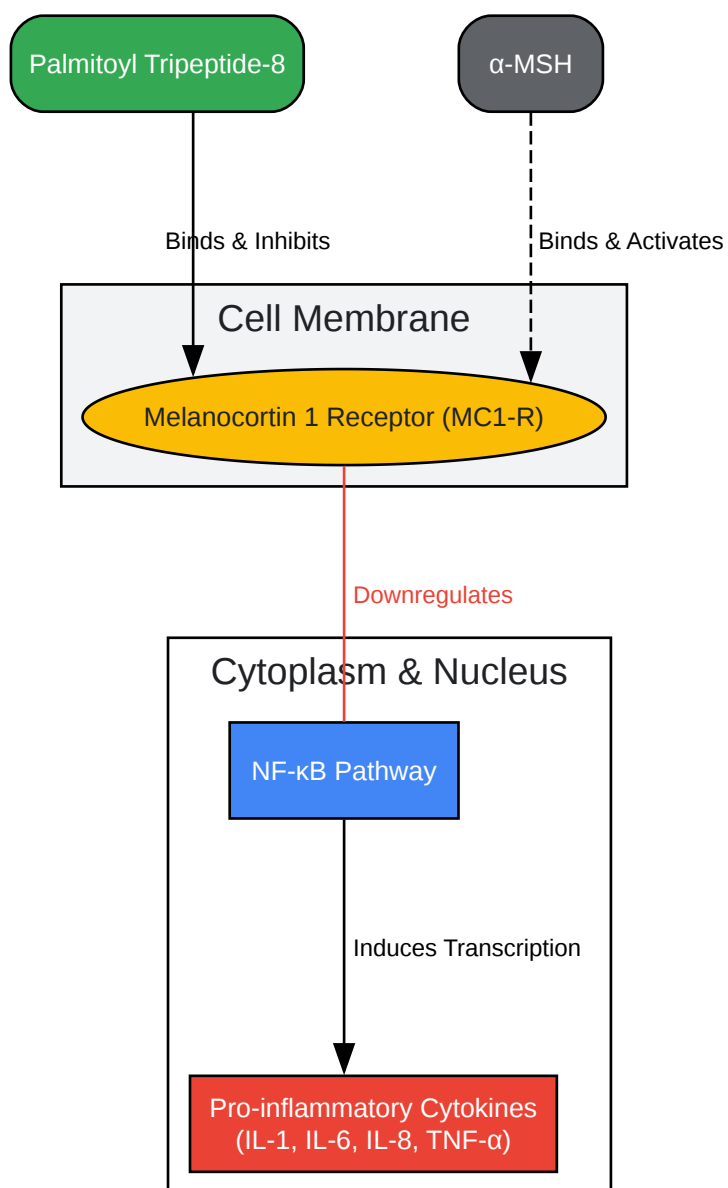 Palmitoyl Tripeptide-8
α-MSH
Binds & Inhibits
Binds & Activates
Cell Membrane
Melanocortin 1 Receptor (MC1-R)
Downregulates
Cytoplasm & Nucleus
NF-κB Pathway
Induces Transcription
Pro-inflammatory Cytokines
(IL-1, IL-6, IL-8, TNF-α)